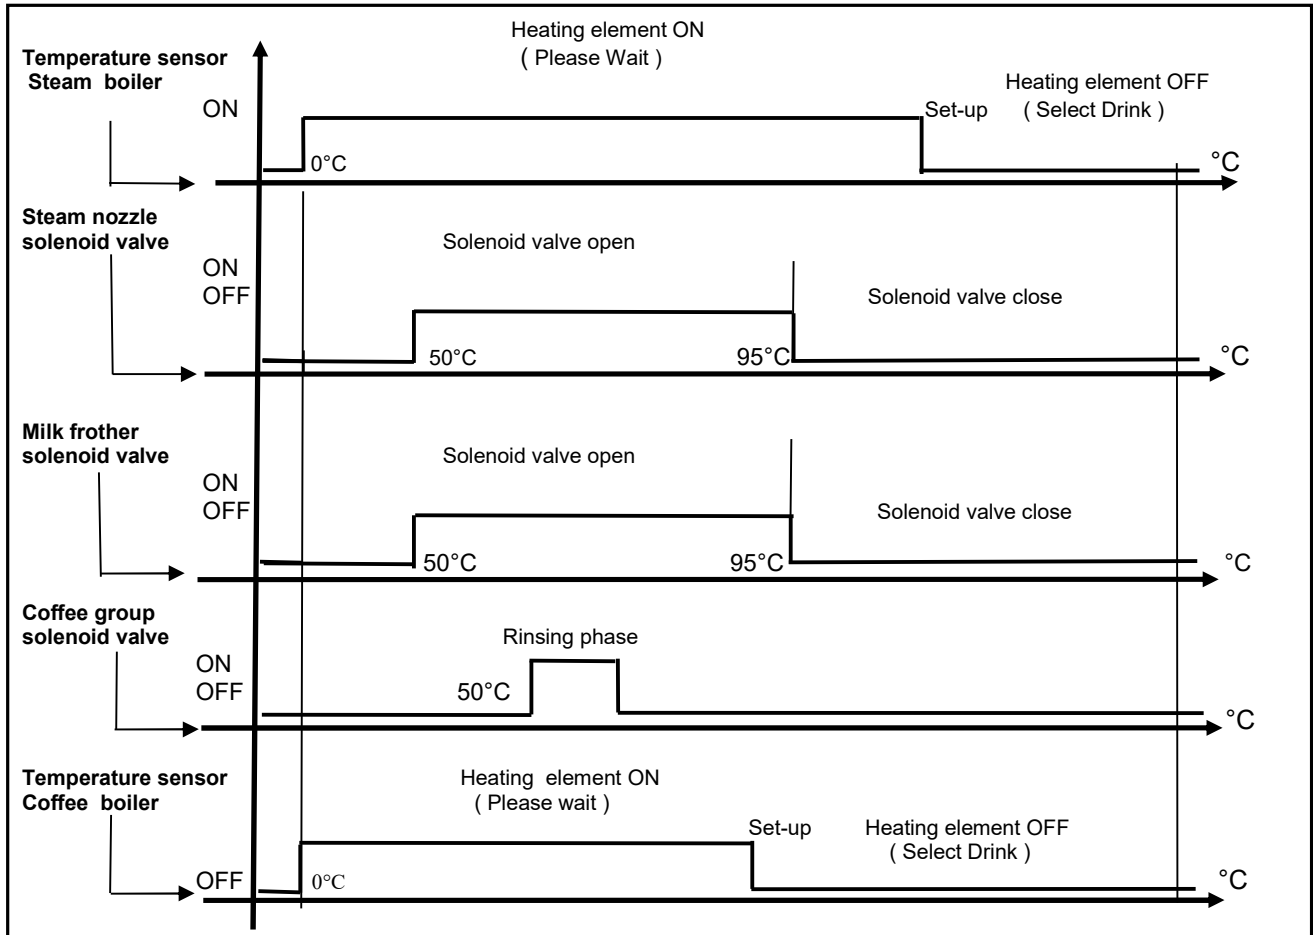 Heating element ON
( Please Wait )
Temperature sensor
Steam boiler
Heating element OFF
ON
Set-up ( Select Drink )
0°C
°C
Steam nozzle
solenoid valve
Solenoid valve open
ON
OFF
Solenoid valve close
50°C
95°C
°C
Milk frother
solenoid valve
Solenoid valve open
ON
OFF
Solenoid valve close
50°C
95°C
°C
Coffee group
solenoid valve
Rinsing phase
ON
OFF
50°C
°C
Temperature sensor
Coffee boiler
Heating element ON
( Please wait )
Set-up
Heating element OFF
( Select Drink )
OFF
0°C
°C